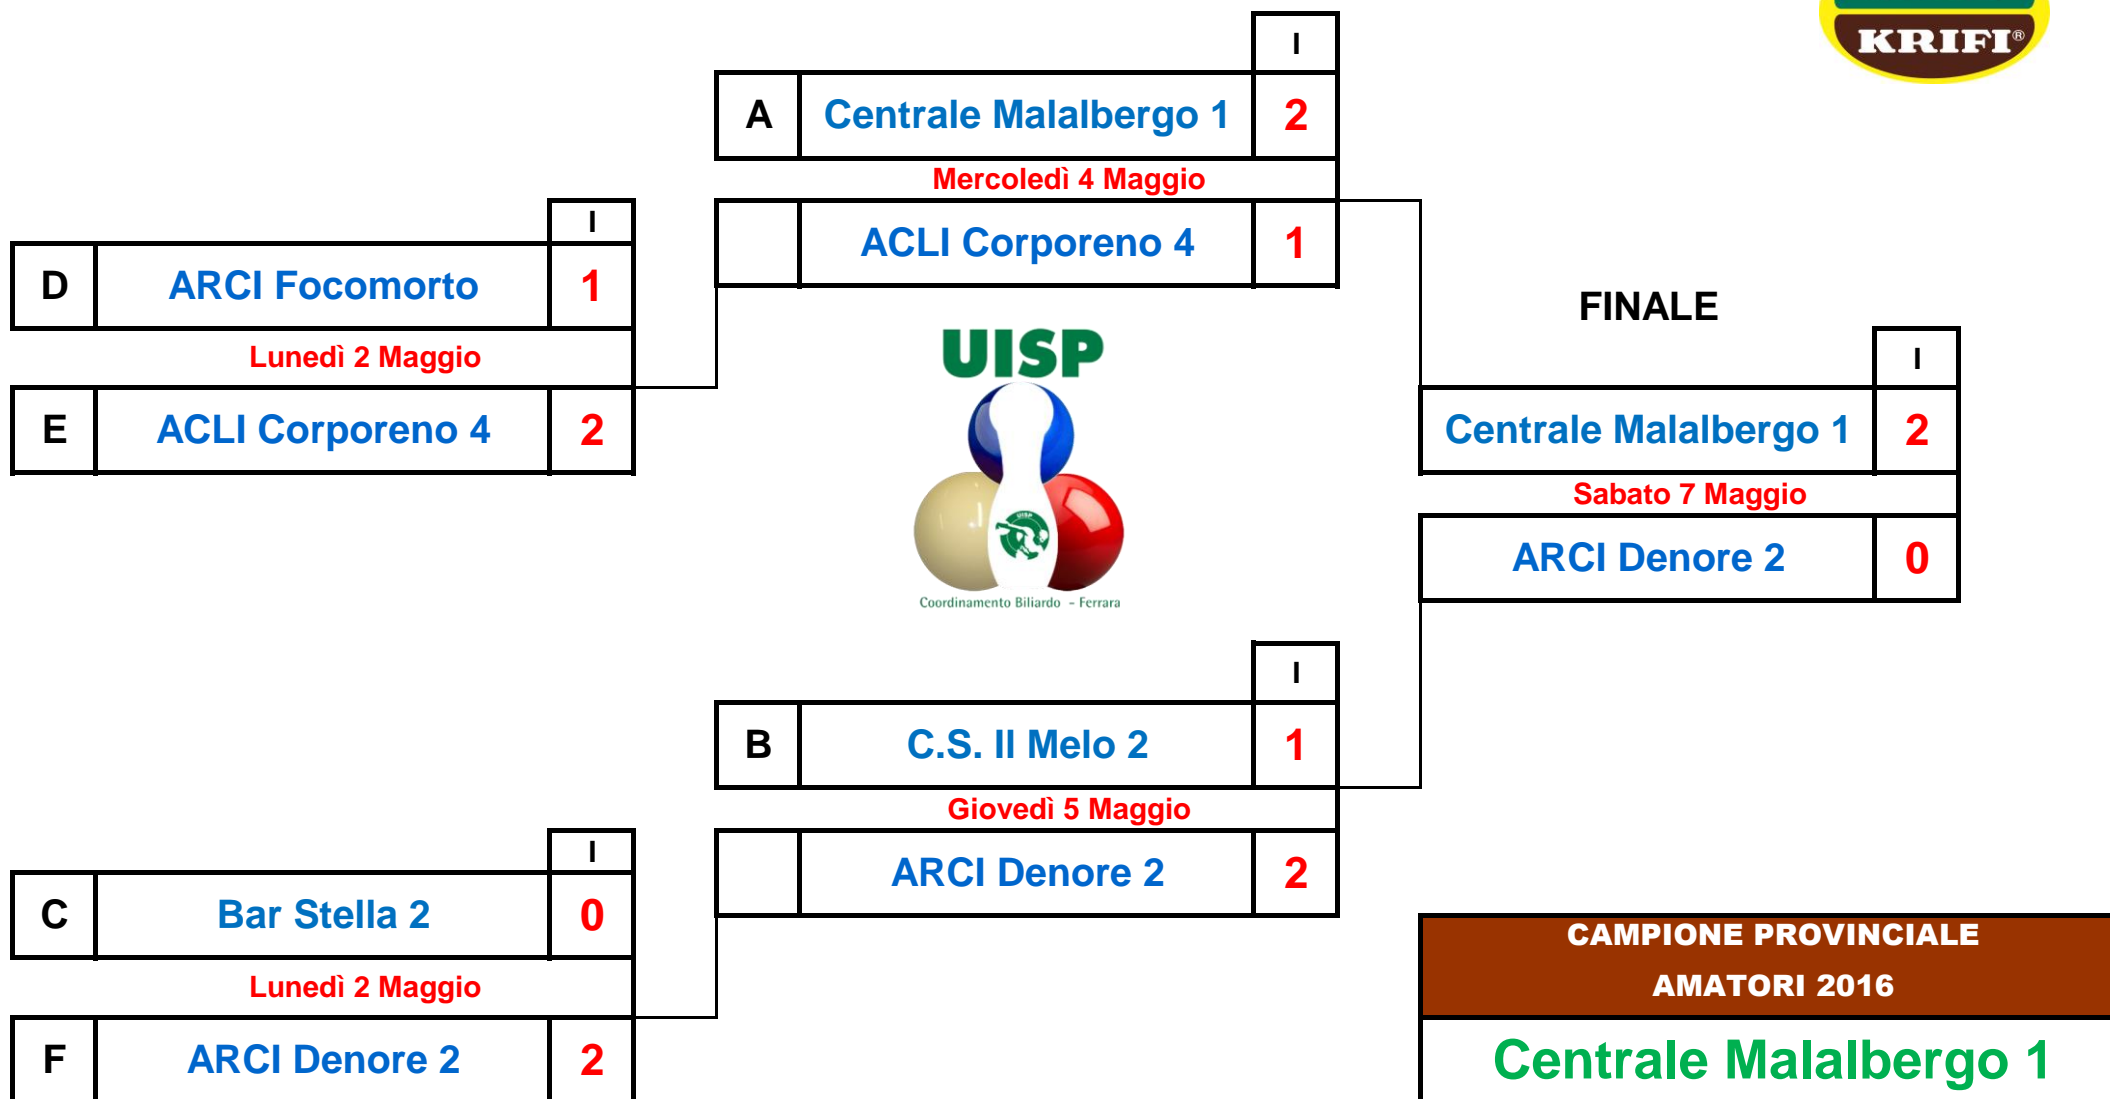 KRIFI®
I
A Centrale Malalbergo 1 2
Mercoledì 4 Maggio
ACLI Corporeno 4 1
I
D ARCI Focomorto 1
Lunedì 2 Maggio
E ACLI Corporeno 4 2
UISP
UISP
Coordinamento Biliardo - Ferrara
FINALE
I
Centrale Malalbergo 1 2
Sabato 7 Maggio
ARCI Denore 2 0
I
B C.S. Il Melo 2 1
Giovedì 5 Maggio
ARCI Denore 2 2
I
C Bar Stella 2 0
Lunedì 2 Maggio
F ARCI Denore 2 2
CAMPIONE PROVINCIALE
AMATORI 2016
Centrale Malalbergo 1